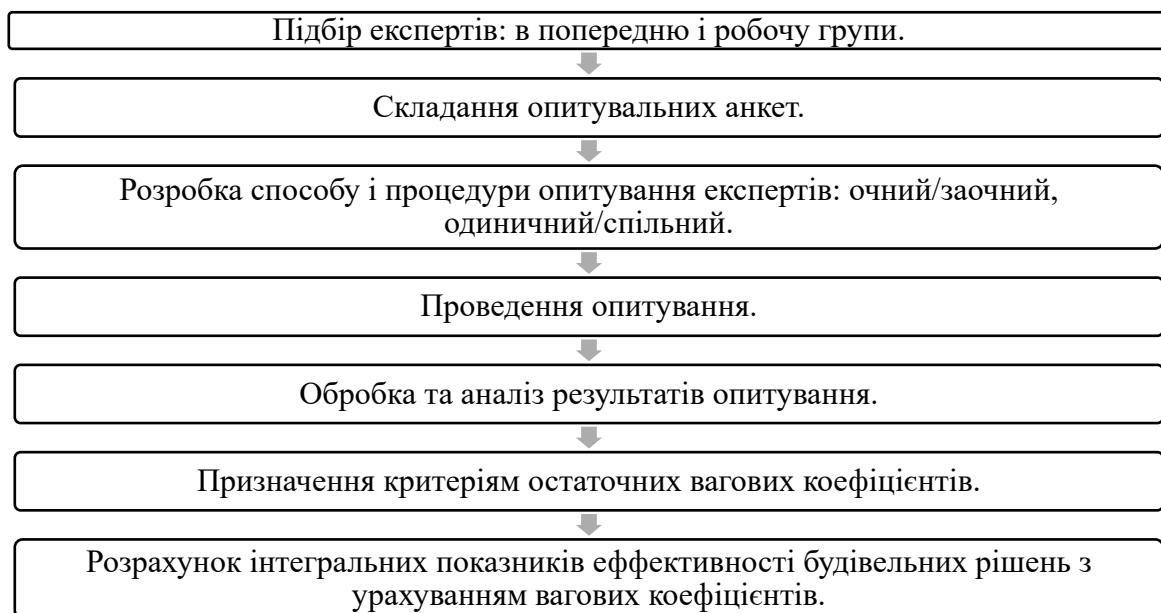 Підбір експертів: в попередню і робочу групи.
Складання опитувальних анкет.
Розробка способу і процедури опитування експертів: очний/заочний,
одиничний/спільний.
Проведення опитування.
Обробка та аналіз результатів опитування.
Призначення критеріям остаточних вагових коефіцієнтів.
Розрахунок інтегральних показників еффективності будівельних рішень з
урахуванням вагових коефіцієнтів.